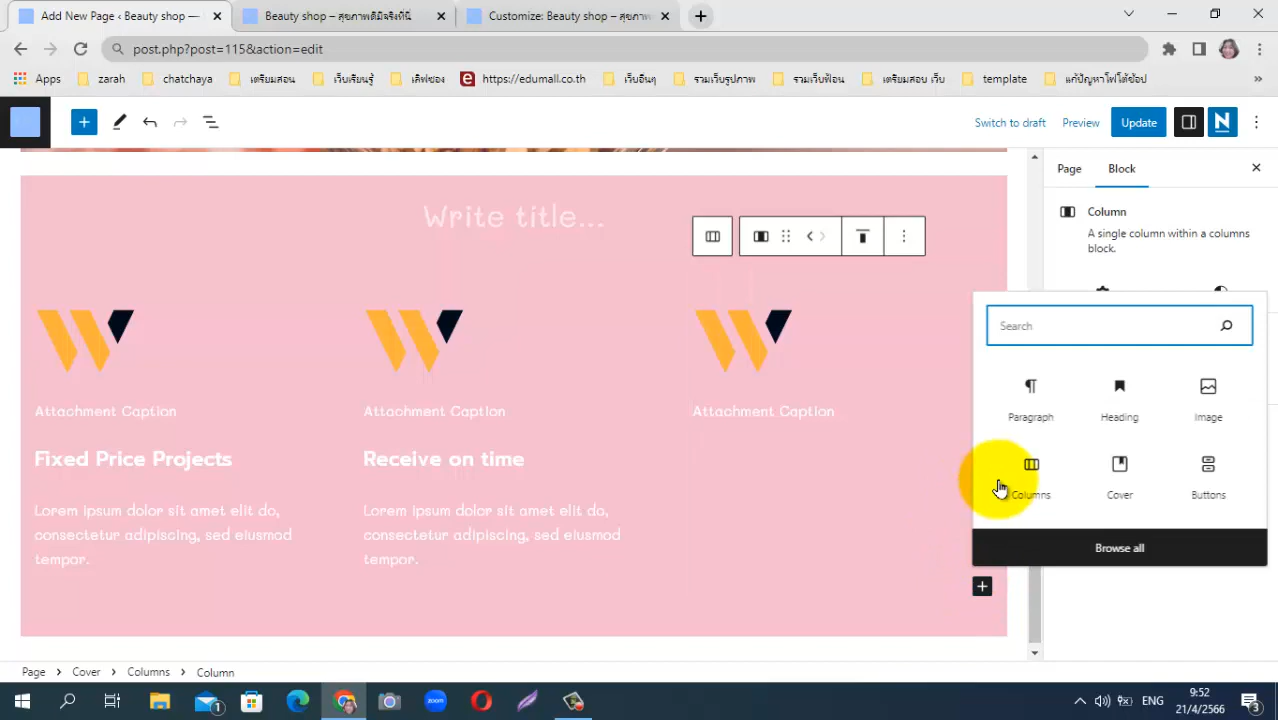 Add New Page ‹ Beauty shop —
Beauty shop – สุขภาพดีมีจริงที่นี่
Customize: Beauty shop – สุขภาพ
post.php?post=115&action=edit
Apps
zarah
chatchaya
เตรียมสอน
เว็บเรียนรู้
เลิฟของ
https://edumall.co.th
เว็บอื่นๆ
รวมเว็บรูปภาพ
รวมเว็บฟ้อน
เตรียมสอบ เว็บ
template
แก้ปัญหาโฟโต้ช้อป
»
Switch to draft
Preview
Update
N
Page
Block
Column
A single column within a columns
block.
Write title...
Search
Paragraph
Heading
Image
Attachment Caption
Attachment Caption
Attachment Caption
Fixed Price Projects
Receive on time
Columns
Cover
Buttons
Lorem ipsum dolor sit amet elit do,
consectetur adipiscing, sed eiusmod
tempor.
Lorem ipsum dolor sit amet elit do,
consectetur adipiscing, sed eiusmod
tempor.
Browse all
Page > Cover > Columns > Column
1
zoom
ENG
9:52
21/4/2566
3